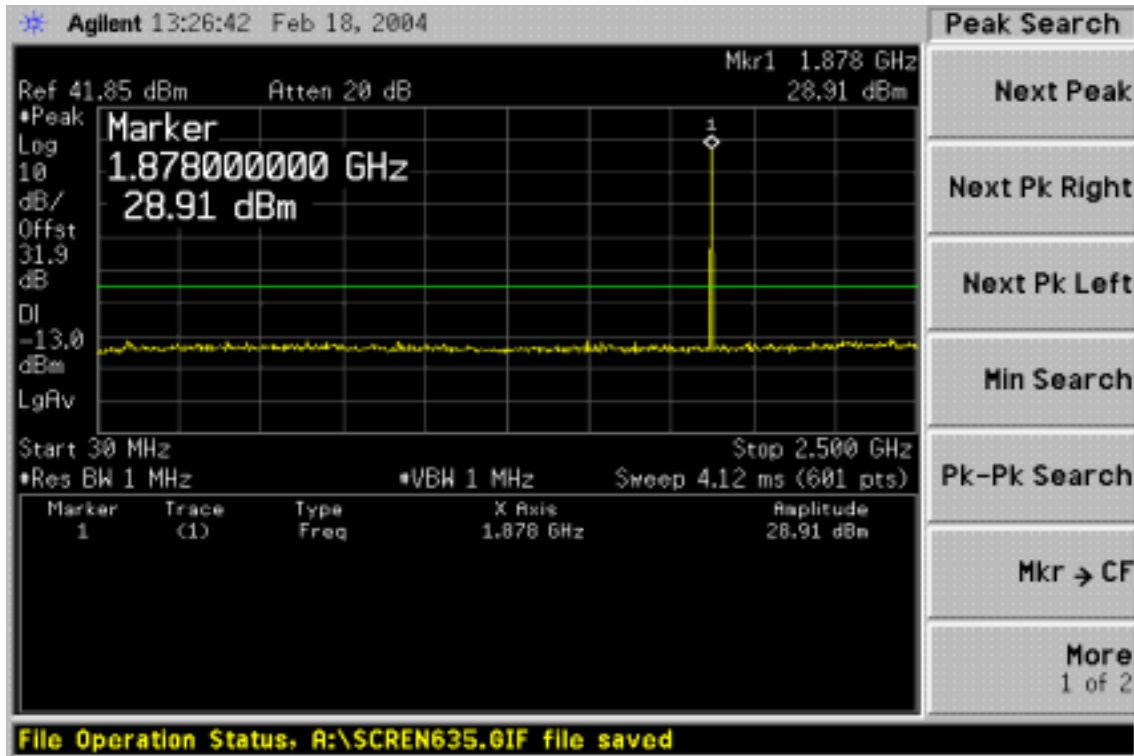 Agilent 13:26:42 Feb 18, 2004
Peak Search
Mkr1 1.878 GHz
Ref 41.85 dBm Atten 20 dB 28.91 dBm
#Peak
Log
10
dB/
Offst
31.9
dB
DI
-13.0
dBm
LgAv
Marker
1.878000000 GHz
28.91 dBm
1
Start 30 MHz Stop 2.500 GHz
#Res BW 1 MHz #VBW 1 MHz Sweep 4.12 ms (601 pts)
Marker Trace Type X Axis Amplitude
1 (1) Freq 1.878 GHz 28.91 dBm
Next Peak
Next Pk Right
Next Pk Left
Min Search
Pk-Pk Search
Mkr → CF
More
1 of 2
File Operation Status, A:\SCREN635.GIF file saved